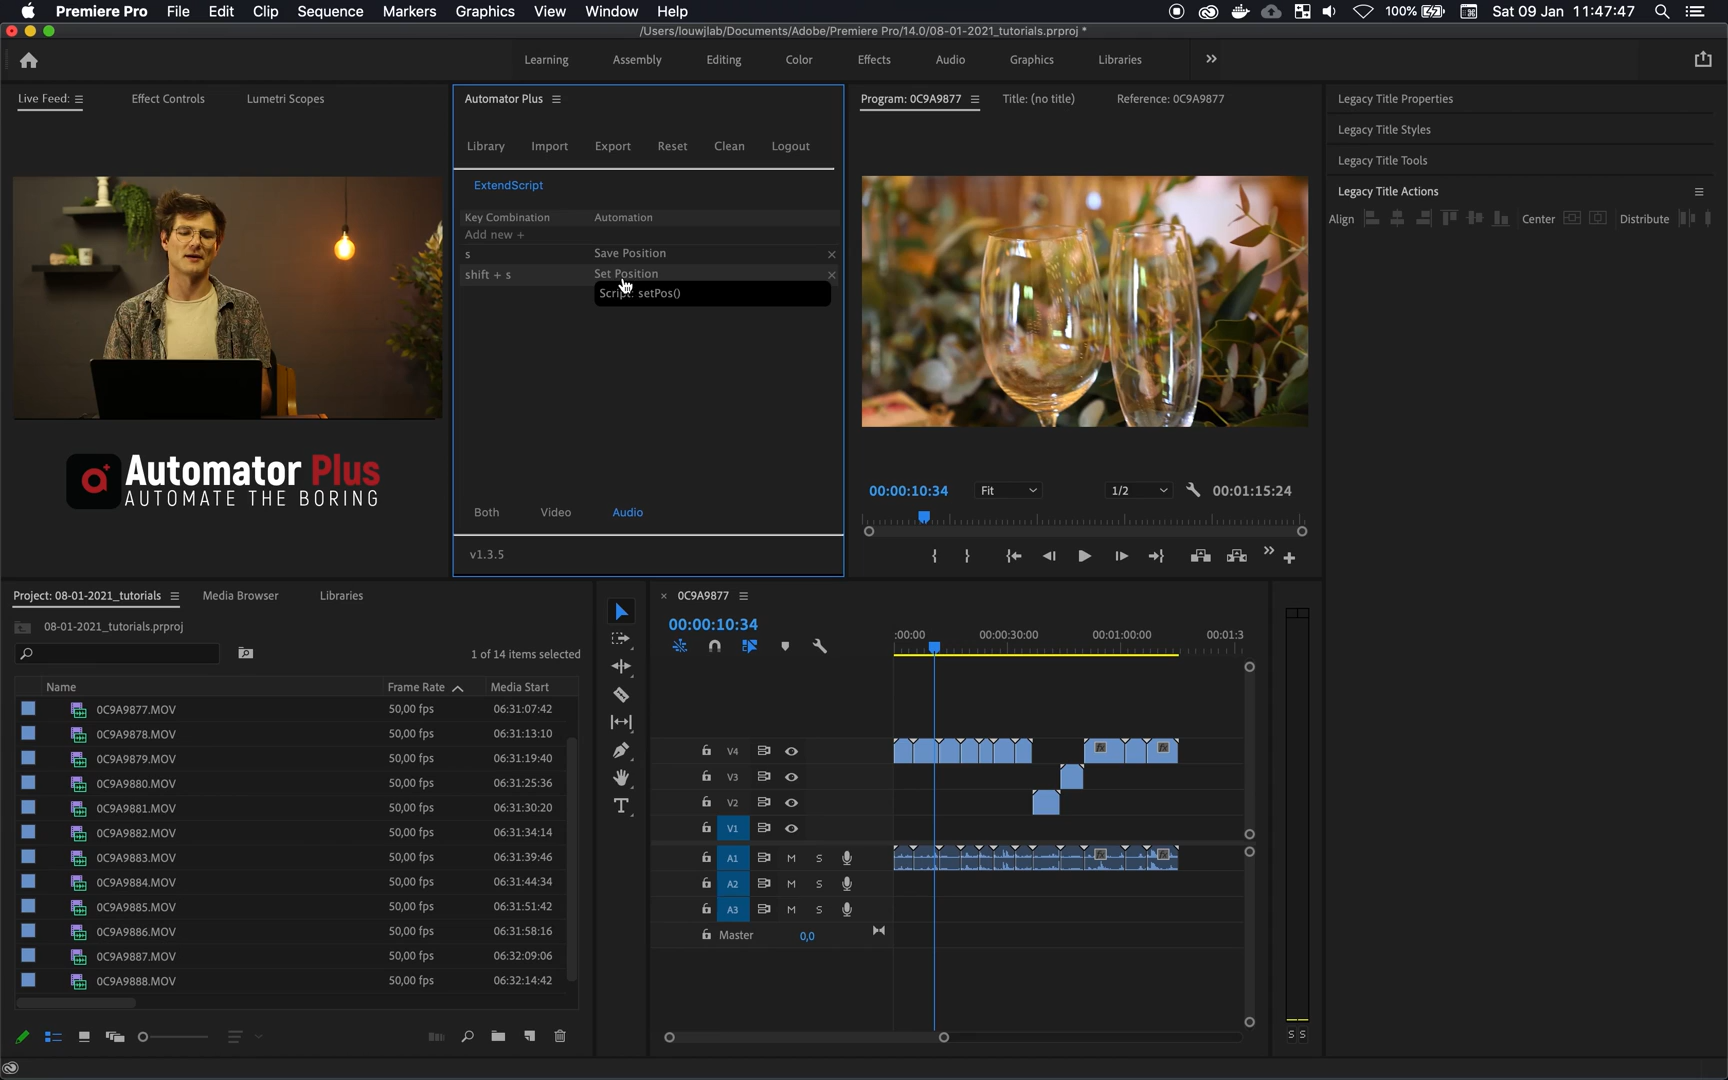 Premiere Pro File Edit Clip Sequence Markers Graphics View Window Help 100% Sat 09 Jan 11:47:47
/Users/louwjlab/Documents/Adobe/Premiere Pro/14.0/08-01-2021_tutorials.prproj *
Learning Assembly Editing Color Effects Audio Graphics Libraries
Live Feed: Effect Controls Lumetri Scopes
Automator Plus
Automator Plus
AUTOMATE THE BORING
Library Import Export Reset Clean Logout
ExtendScript
Key Combination Automation
Add new +
s Save Position
shift + s Set Position
Script: setPos()
Both Video Audio
v1.3.5
Program: 0C9A9877 Title: (no title) Reference: 0C9A9877
00:00:10:34 Fit 1/2 00:01:15:24
Legacy Title Properties
Legacy Title Styles
Legacy Title Tools
Legacy Title Actions
Align Center Distribute
Project: 08-01-2021_tutorials Media Browser Libraries
08-01-2021_tutorials.prproj
1 of 14 items selected
Name Frame Rate Media Start
0C9A9877.MOV 50,00 fps 06:31:07:42
0C9A9878.MOV 50,00 fps 06:31:13:10
0C9A9879.MOV 50,00 fps 06:31:19:40
0C9A9880.MOV 50,00 fps 06:31:25:36
0C9A9881.MOV 50,00 fps 06:31:30:20
0C9A9882.MOV 50,00 fps 06:31:34:14
0C9A9883.MOV 50,00 fps 06:31:39:46
0C9A9884.MOV 50,00 fps 06:31:44:34
0C9A9885.MOV 50,00 fps 06:31:51:42
0C9A9886.MOV 50,00 fps 06:31:58:16
0C9A9887.MOV 50,00 fps 06:32:09:06
0C9A9888.MOV 50,00 fps 06:32:14:42
0C9A9877
00:00:10:34
:00:00 00:00:30:00 00:01:00:00 00:01:3
V4
V3
V2
V1
A1 M S
A2 M S
A3 M S
Master 0,0
S S